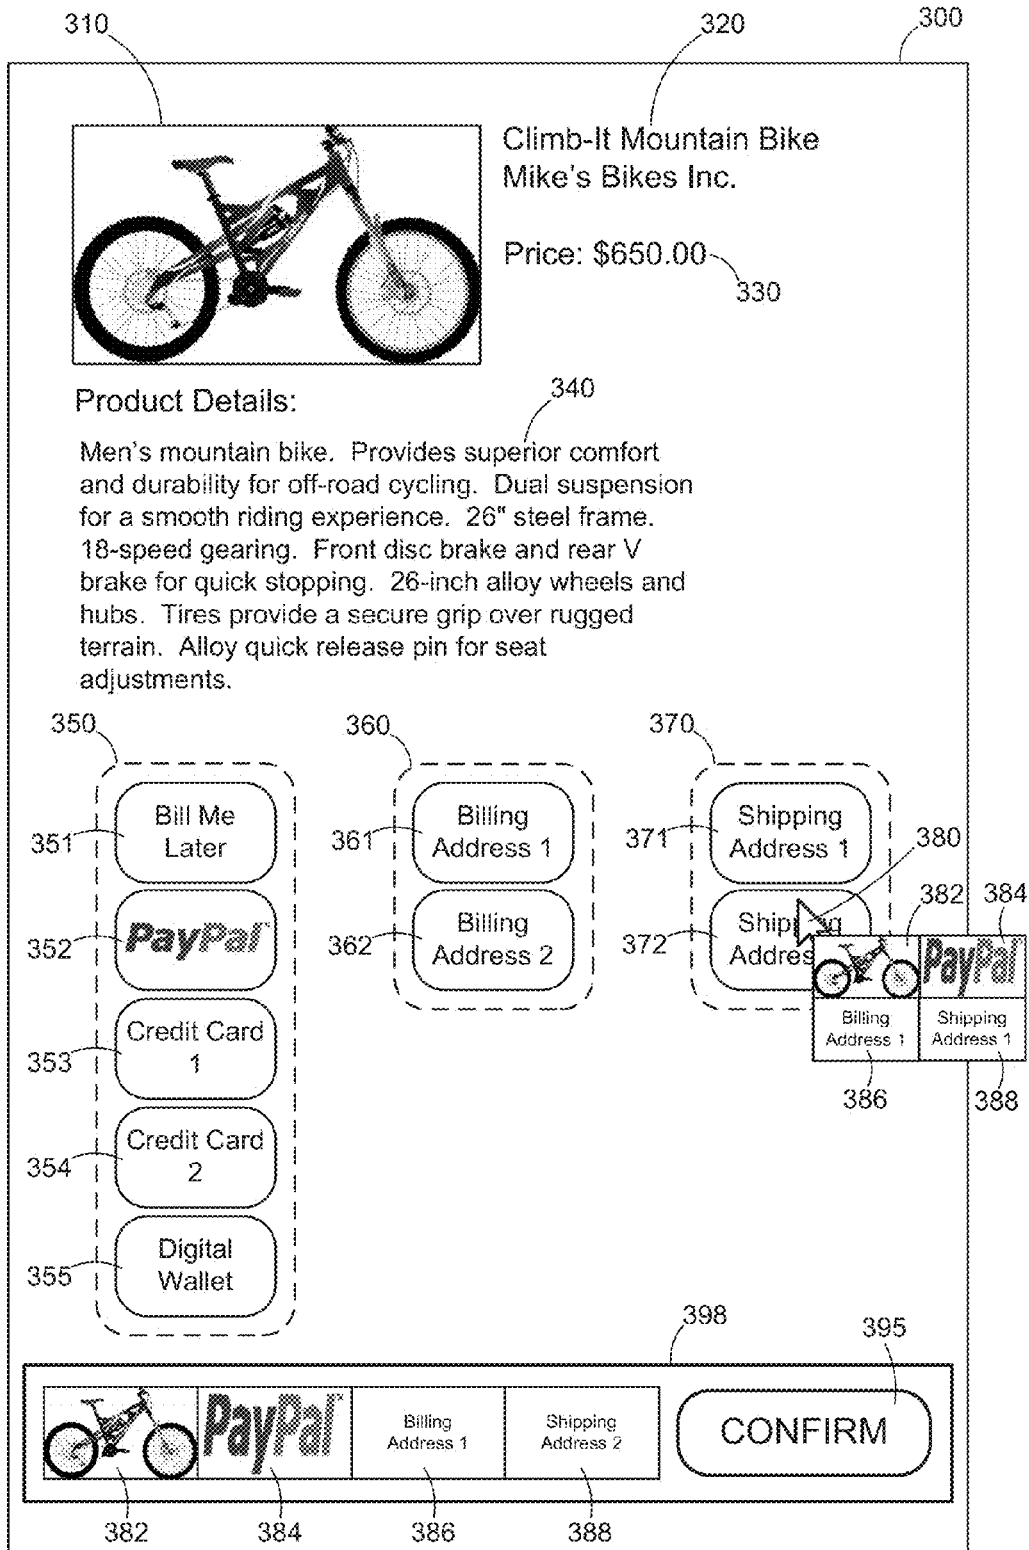 310
320
300
Climb-It Mountain Bike
Mike's Bikes Inc.
Price: $650.00
330
Product Details:
340
Men's mountain bike. Provides superior comfort
and durability for off-road cycling. Dual suspension
for a smooth riding experience. 26" steel frame.
18-speed gearing. Front disc brake and rear V
brake for quick stopping. 26-inch alloy wheels and
hubs. Tires provide a secure grip over rugged
terrain. Alloy quick release pin for seat
adjustments.
350
360
370
351
Bill Me
Later
352
PayPal
353
Credit Card
1
354
Credit Card
2
355
Digital
Wallet
361
Billing
Address 1
362
Billing
Address 2
371
Shipping
Address 1
372
Shipping
Addres
380
382
384
PayPal
Billing
Address 1
Shipping
Address 1
386
388
398
395
PayPal
Billing
Address 1
Shipping
Address 2
CONFIRM
382
384
386
388